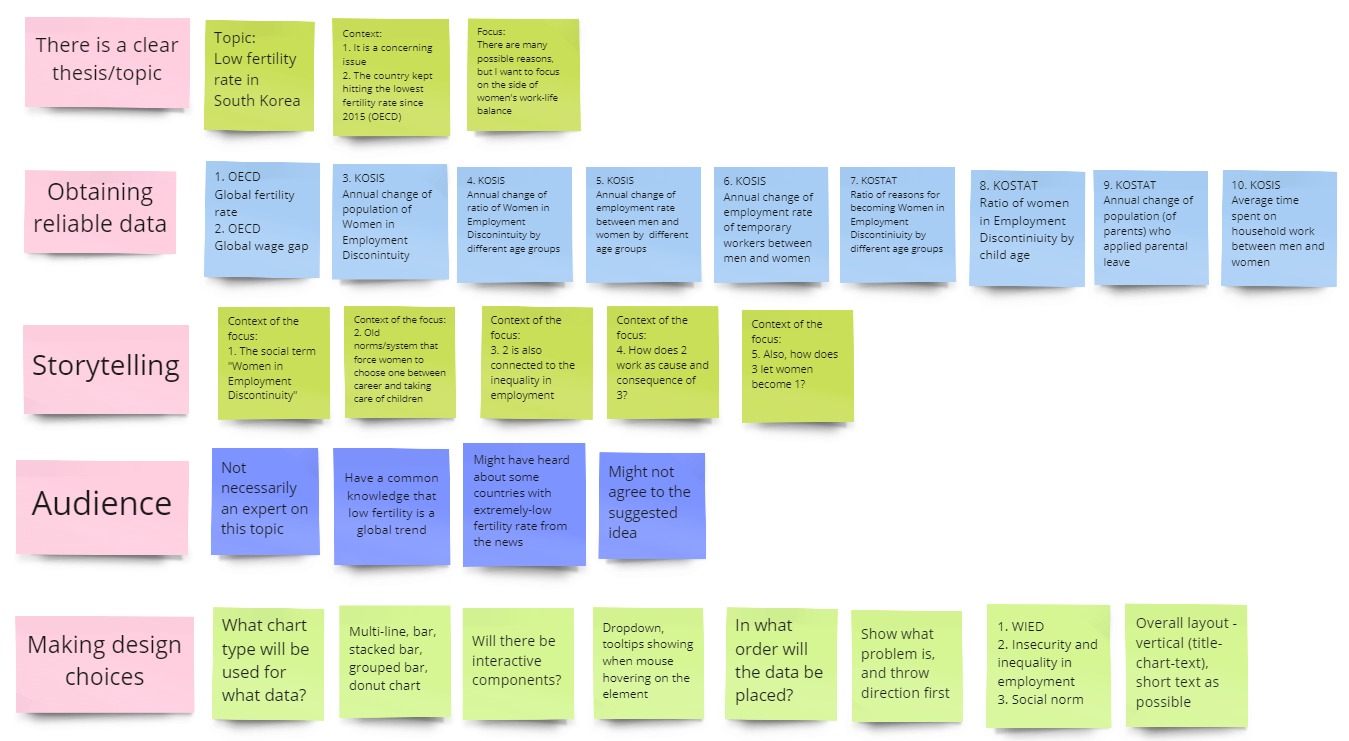 There is a clear
thesis/topic
Topic:
Low fertility
rate in
South Korea
Context:
1. It is a concerning
issue
2. The country kept
hitting the lowest
fertility rate since
2015 (OECD)
Focus:
There are many
possible reasons,
but I want to focus
on the side of
women's work-life
balance
Obtaining
reliable data
1. OECD
Global fertility
rate
2. OECD
Global wage gap
3. KOSIS
Annual change of
population of
Women in
Employment
Disconintuity
4. KOSIS
Annual change of
ratio of Women in
Employment
Disconintuity by
different age groups
5. KOSIS
Annual change of
employment rate
between men and
women by  different
age groups
6. KOSIS
Annual change of
employment rate
of temporary
workers between
men and women
7. KOSTAT
Ratio of reasons for
becoming Women in
Employment
Discontiniuity by
different age groups
8. KOSTAT
Ratio of women
in Employment
Discontiniuity by
child age
9. KOSTAT
Annual change of
population (of
parents) who
applied parental
leave
10. KOSIS
Average time
spent on
household work
between men and
women
Storytelling
Context of the
focus:
1. The social term
"Women in
Employment
Discontinuity"
Context of the focus:
2. Old
norms/system that
force women to
choose one between
career and taking
care of children
Context of the
focus:
3. 2 is also
connected to the
inequality in
employment
Context of the
focus:
4. How does 2
work as cause and
consequence of
3?
Context of the
focus:
5. Also, how does
3 let women
become 1?
Audience
Not
necessarily
an expert on
this topic
Have a common
knowledge that
low fertility is a
global trend
Might have heard
about some
countries with
extremely-low
fertility rate from
the news
Might not
agree to the
suggested
idea
Making design
choices
What chart
type will be
used for
what data?
Multi-line, bar,
stacked bar,
grouped bar,
donut chart
Will there be
interactive
components?
Dropdown,
tooltips showing
when mouse
hovering on the
element
In what
order will
the data be
placed?
Show what
problem is,
and throw
direction first
1. WIED
2. Insecurity and
inequality in
employment
3. Social norm
Overall layout -
vertical (title-
chart-text),
short text as
possible